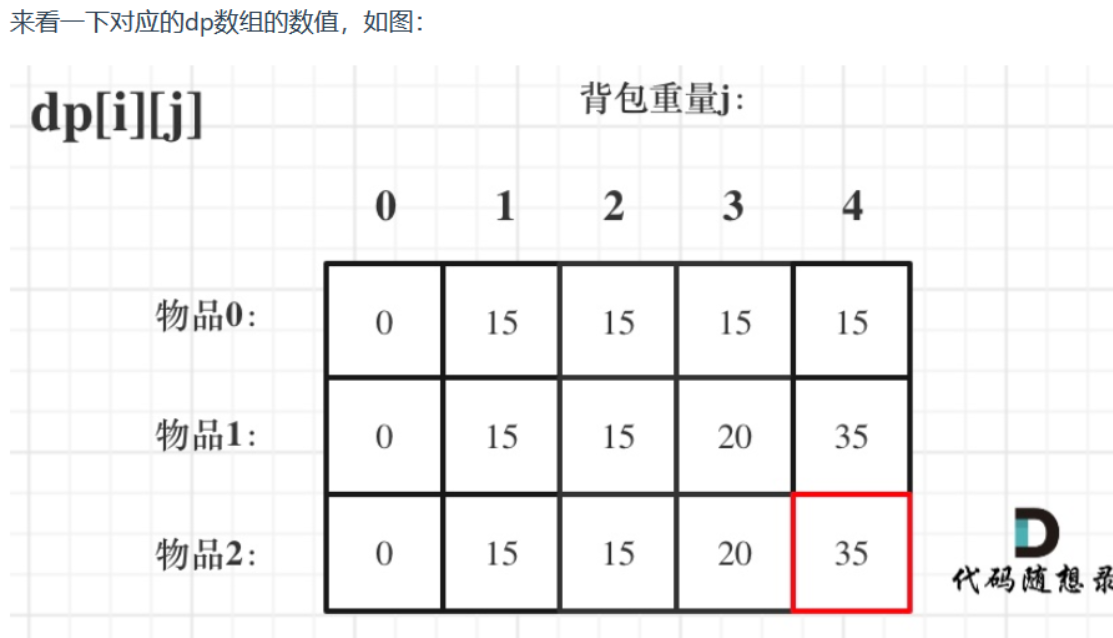 来看一下对应的dp数组的数值，如图：
dp[i][j]
背包重量j:
0 1 2 3 4
物品0: 0 15 15 15 15
物品1: 0 15 15 20 35
物品2: 0 15 15 20 35
D
代码随想录